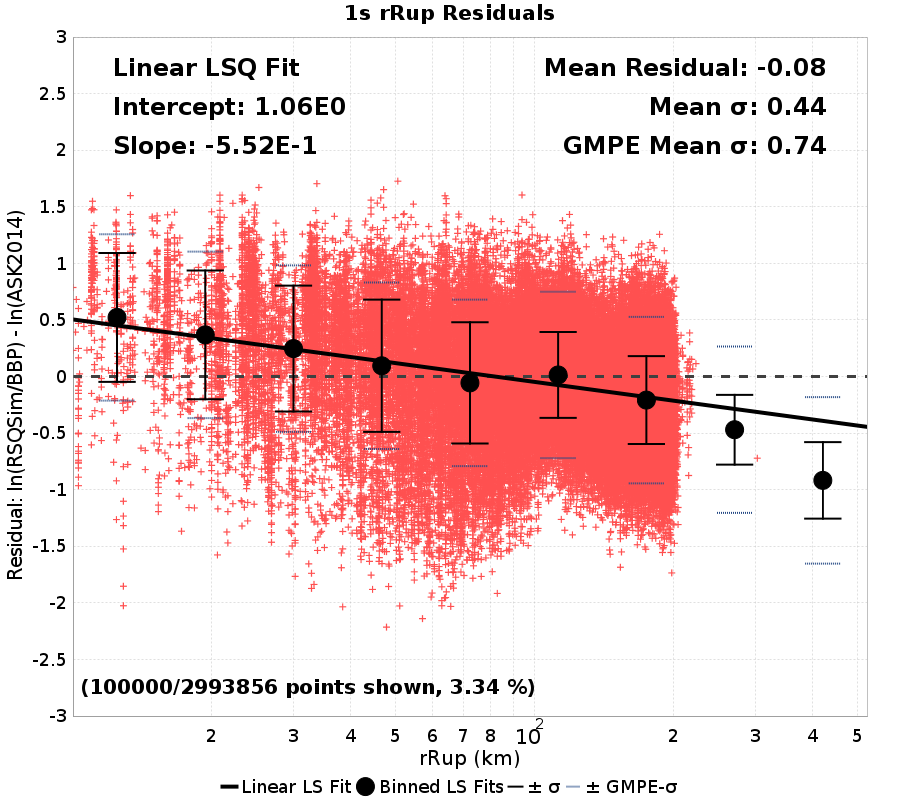 1s rRup Residuals
Linear LSQ Fit
Intercept: 1.06E0
Slope: -5.52E-1
Mean Residual: -0.08
Mean σ: 0.44
GMPE Mean σ: 0.74
Residual: ln(RSQSim/BBP) - ln(ASK2014)
3
2.5
2
1.5
1
0.5
0
-0.5
-1
-1.5
-2
-2.5
-3
(100000/2993856 points shown, 3.34 %)
2 3 4 5 6 7 8 10² 2 3 4 5
rRup (km)
Linear LS Fit Binned LS Fits ± σ ± GMPE-σ